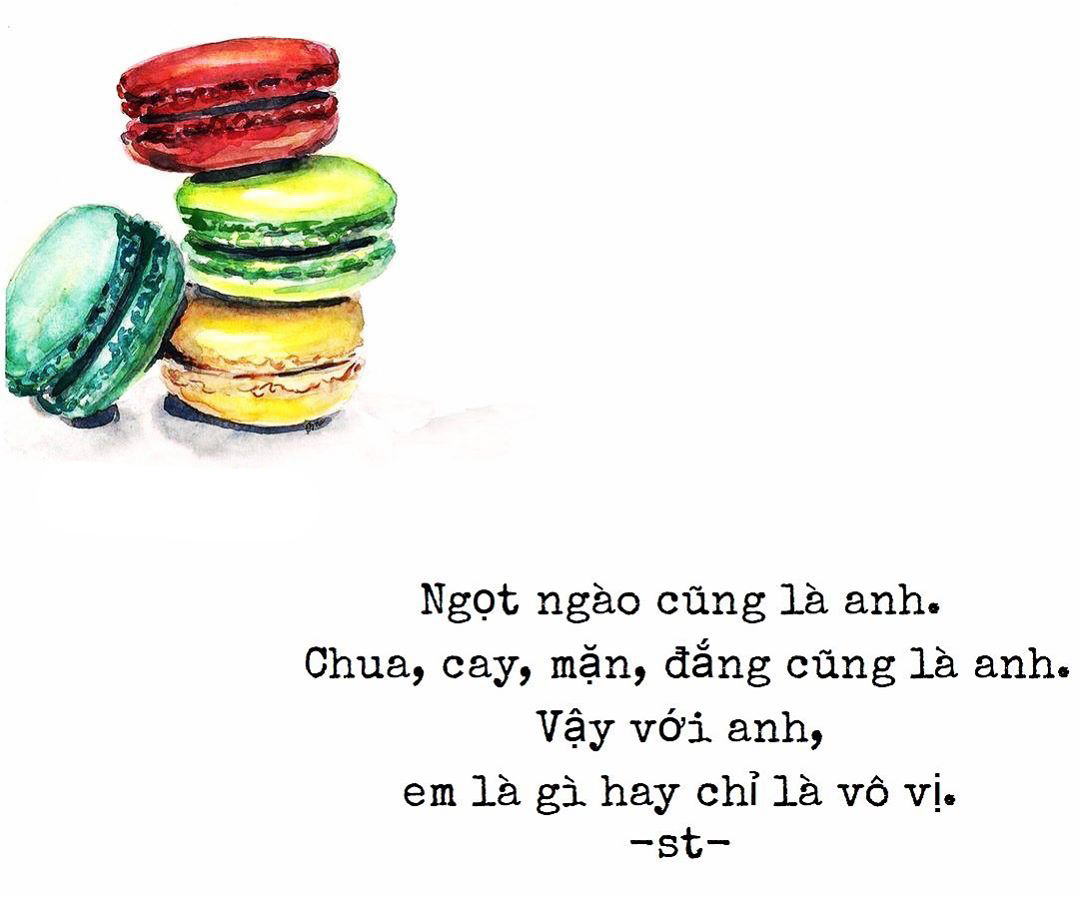 Ngọt ngào cũng là anh.
Chua, cay, mặn, đắng cũng là anh.
Vậy với anh,
em là gì hay chỉ là vô vị.
-st-